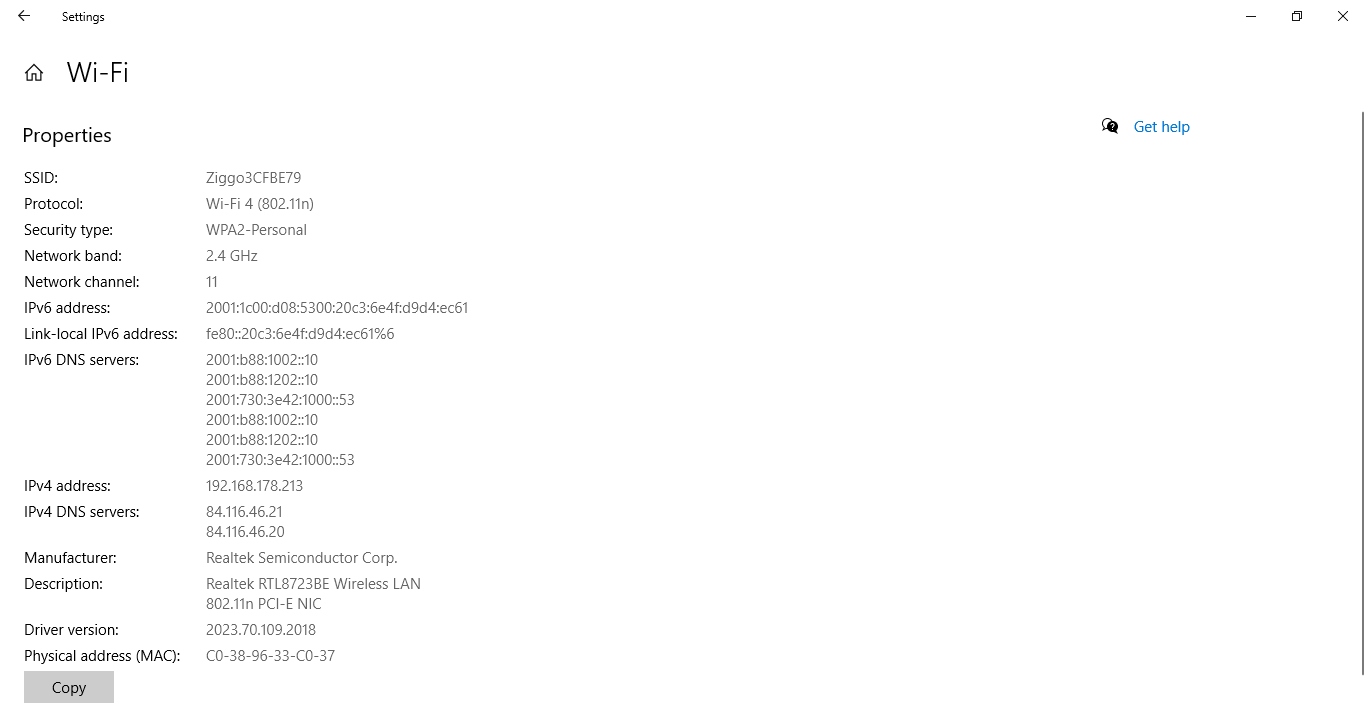 Settings
Wi-Fi
Properties
Get help
SSID: Ziggo3CFBE79
Protocol: Wi-Fi 4 (802.11n)
Security type: WPA2-Personal
Network band: 2.4 GHz
Network channel: 11
IPv6 address: 2001:1c00:d08:5300:20c3:6e4f:d9d4:ec61
Link-local IPv6 address: fe80::20c3:6e4f:d9d4:ec61%6
IPv6 DNS servers: 2001:b88:1002::10
2001:b88:1202::10
2001:730:3e42:1000::53
2001:b88:1002::10
2001:b88:1202::10
2001:730:3e42:1000::53
IPv4 address: 192.168.178.213
IPv4 DNS servers: 84.116.46.21
84.116.46.20
Manufacturer: Realtek Semiconductor Corp.
Description: Realtek RTL8723BE Wireless LAN
802.11n PCI-E NIC
Driver version: 2023.70.109.2018
Physical address (MAC): C0-38-96-33-C0-37
Copy